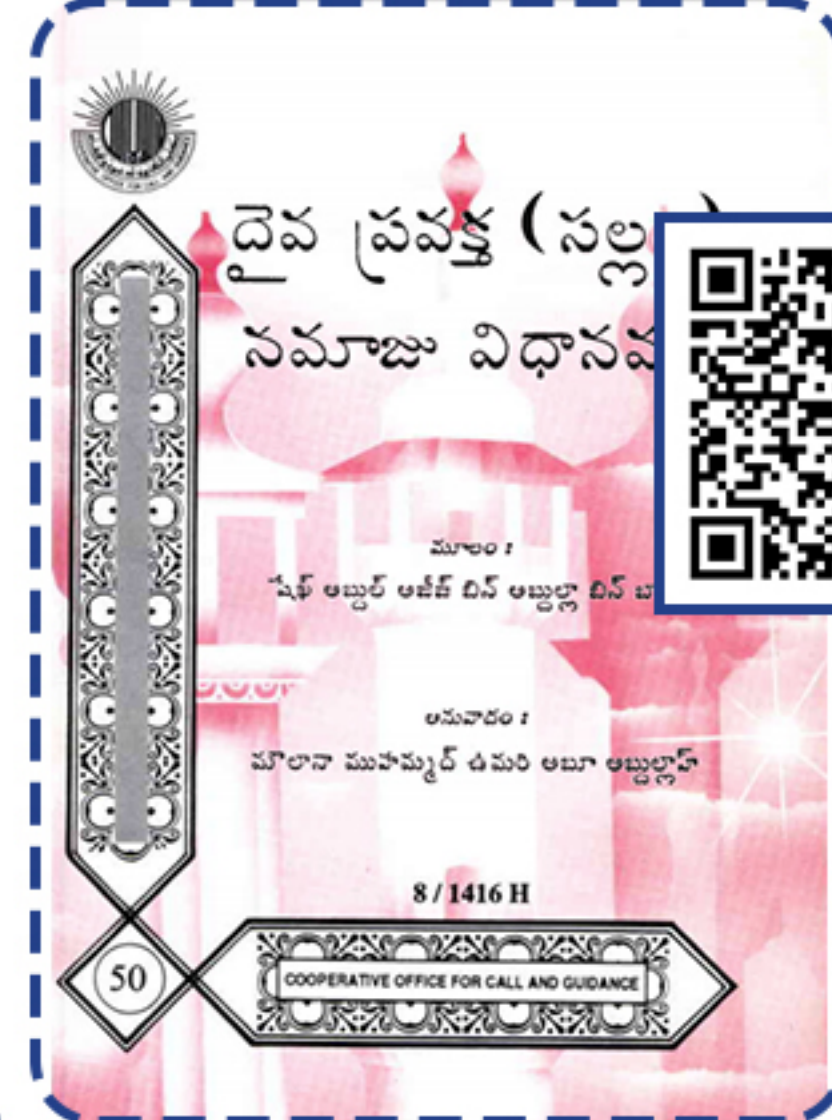 దైవ ప్రవక్త (సల్ల
నమాజు విధానవ
మూలం :
షేఖ్ అబ్దుల్ అజీజ్ బిన్ అబ్దుల్లా బిన్ బా
అనువాదం :
మౌలానా ముహమ్మద్ ఉమరి అబూ అబ్దుల్లాహ్
8 / 1416 H
50
COOPERATIVE OFFICE FOR CALL AND GUIDANCE